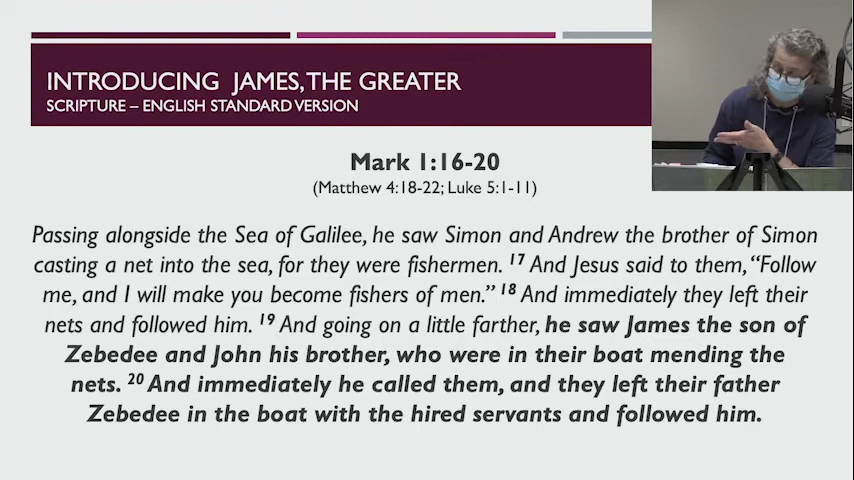 INTRODUCING JAMES, THE GREATER
SCRIPTURE – ENGLISH STANDARD VERSION
Mark 1:16-20
(Matthew 4:18-22; Luke 5:1-11)
Passing alongside the Sea of Galilee, he saw Simon and Andrew the brother of Simon
casting a net into the sea, for they were fishermen. 17 And Jesus said to them, “Follow
me, and I will make you become fishers of men.” 18 And immediately they left their
nets and followed him. 19 And going on a little farther, he saw James the son of
Zebedee and John his brother, who were in their boat mending the
nets. 20 And immediately he called them, and they left their father
Zebedee in the boat with the hired servants and followed him.